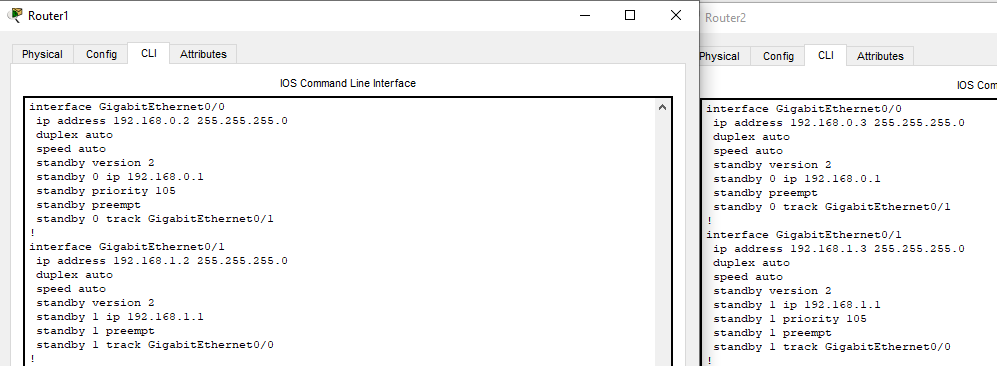 Router1
Physical Config CLI Attributes
IOS Command Line Interface
interface GigabitEthernet0/0
ip address 192.168.0.2 255.255.255.0
duplex auto
speed auto
standby version 2
standby 0 ip 192.168.0.1
standby priority 105
standby preempt
standby 0 track GigabitEthernet0/1
!
interface GigabitEthernet0/1
ip address 192.168.1.2 255.255.255.0
duplex auto
speed auto
standby version 2
standby 1 ip 192.168.1.1
standby 1 preempt
standby 1 track GigabitEthernet0/0
!
Router2
Physical Config CLI Attributes
IOS Com
interface GigabitEthernet0/0
ip address 192.168.0.3 255.255.255.0
duplex auto
speed auto
standby version 2
standby 0 ip 192.168.0.1
standby preempt
standby 0 track GigabitEthernet0/1
!
interface GigabitEthernet0/1
ip address 192.168.1.3 255.255.255.0
duplex auto
speed auto
standby version 2
standby 1 ip 192.168.1.1
standby 1 priority 105
standby 1 preempt
standby 1 track GigabitEthernet0/0
!